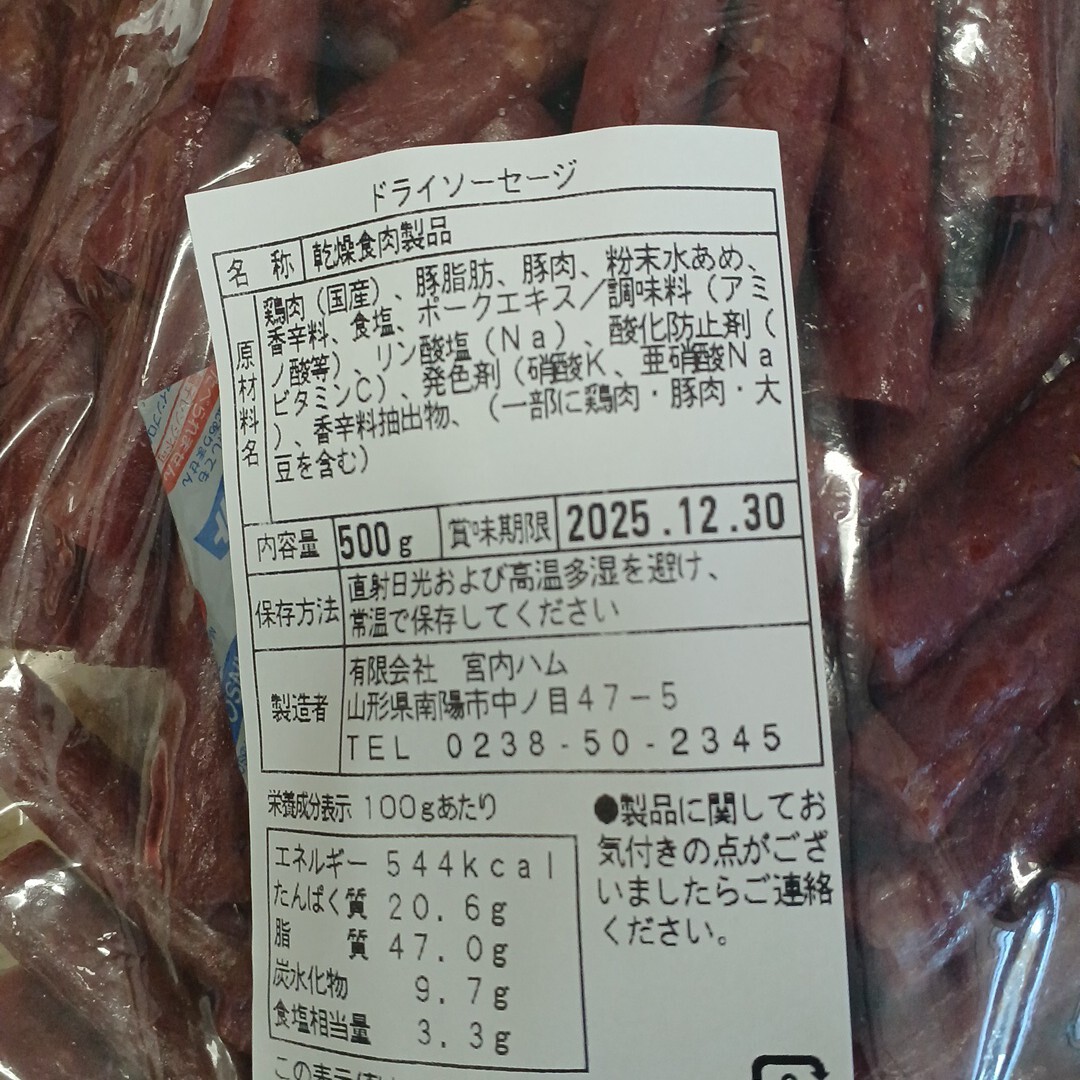 ドライソーセージ
名 称 乾燥食肉製品
原材料名
鶏肉（国産）、豚脂肪、豚肉、粉末水あめ、
香辛料、食塩、ポークエキス／調味料（アミ
ノ酸等）、リン酸塩（Ｎａ）、酸化防止剤（
ビタミンＣ）、発色剤（硝酸Ｋ、亜硝酸Ｎａ
）、香辛料抽出物、（一部に鶏肉・豚肉・大
豆を含む）
内容量 500g 賞味期限 2025.12.30
保存方法 直射日光および高温多湿を避け、
常温で保存してください
製造者 有限会社　宮内ハム
山形県南陽市中ノ目４７－５
ＴＥＬ　０２３８-５０-２３４５
栄養成分表示 １００ｇあたり
エネルギー ５４４ｋｃａｌ
たんぱく質 ２０．６ｇ
脂　　質 ４７．０ｇ
炭水化物 ９．７ｇ
食塩相当量 ３．３ｇ
●製品に関してお
気付きの点がござ
いましたらご連絡
ください。
この表示値は